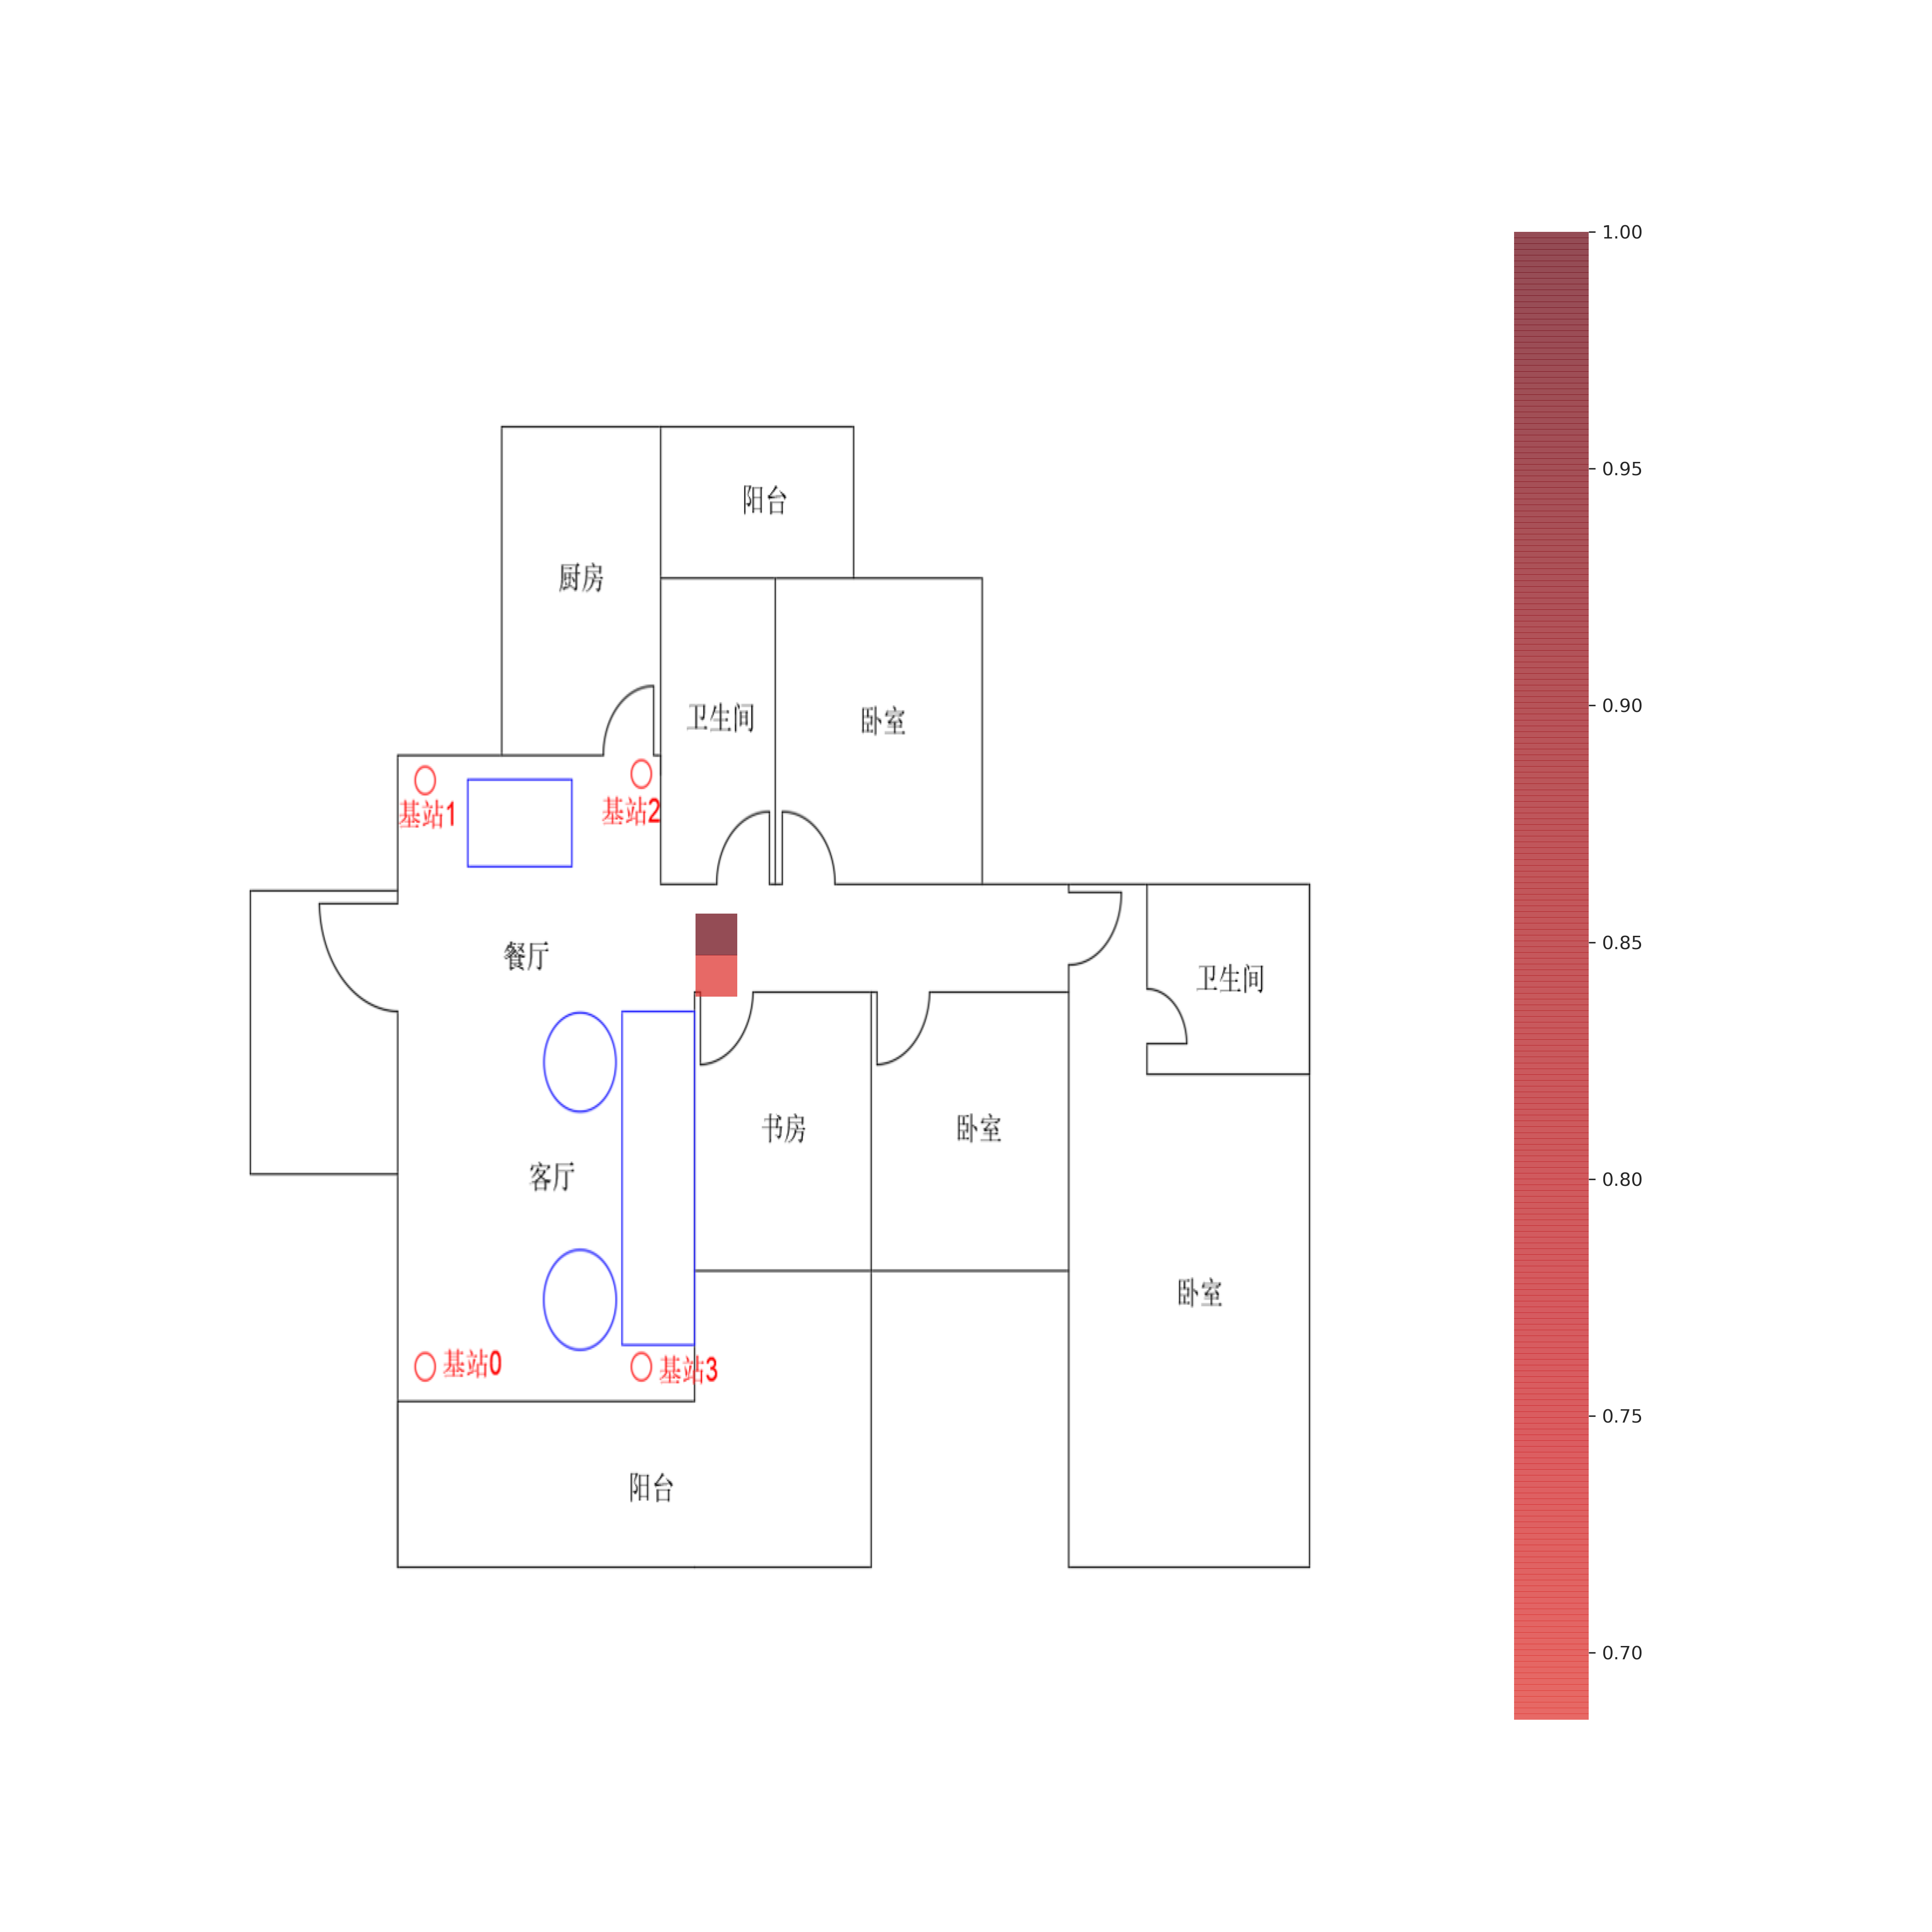 阳台
厨房
卫生间
卧室
基站1
基站2
餐厅
卫生间
书房
卧室
客厅
卧室
基站0
基站3
阳台
1.00
0.95
0.90
0.85
0.80
0.75
0.70